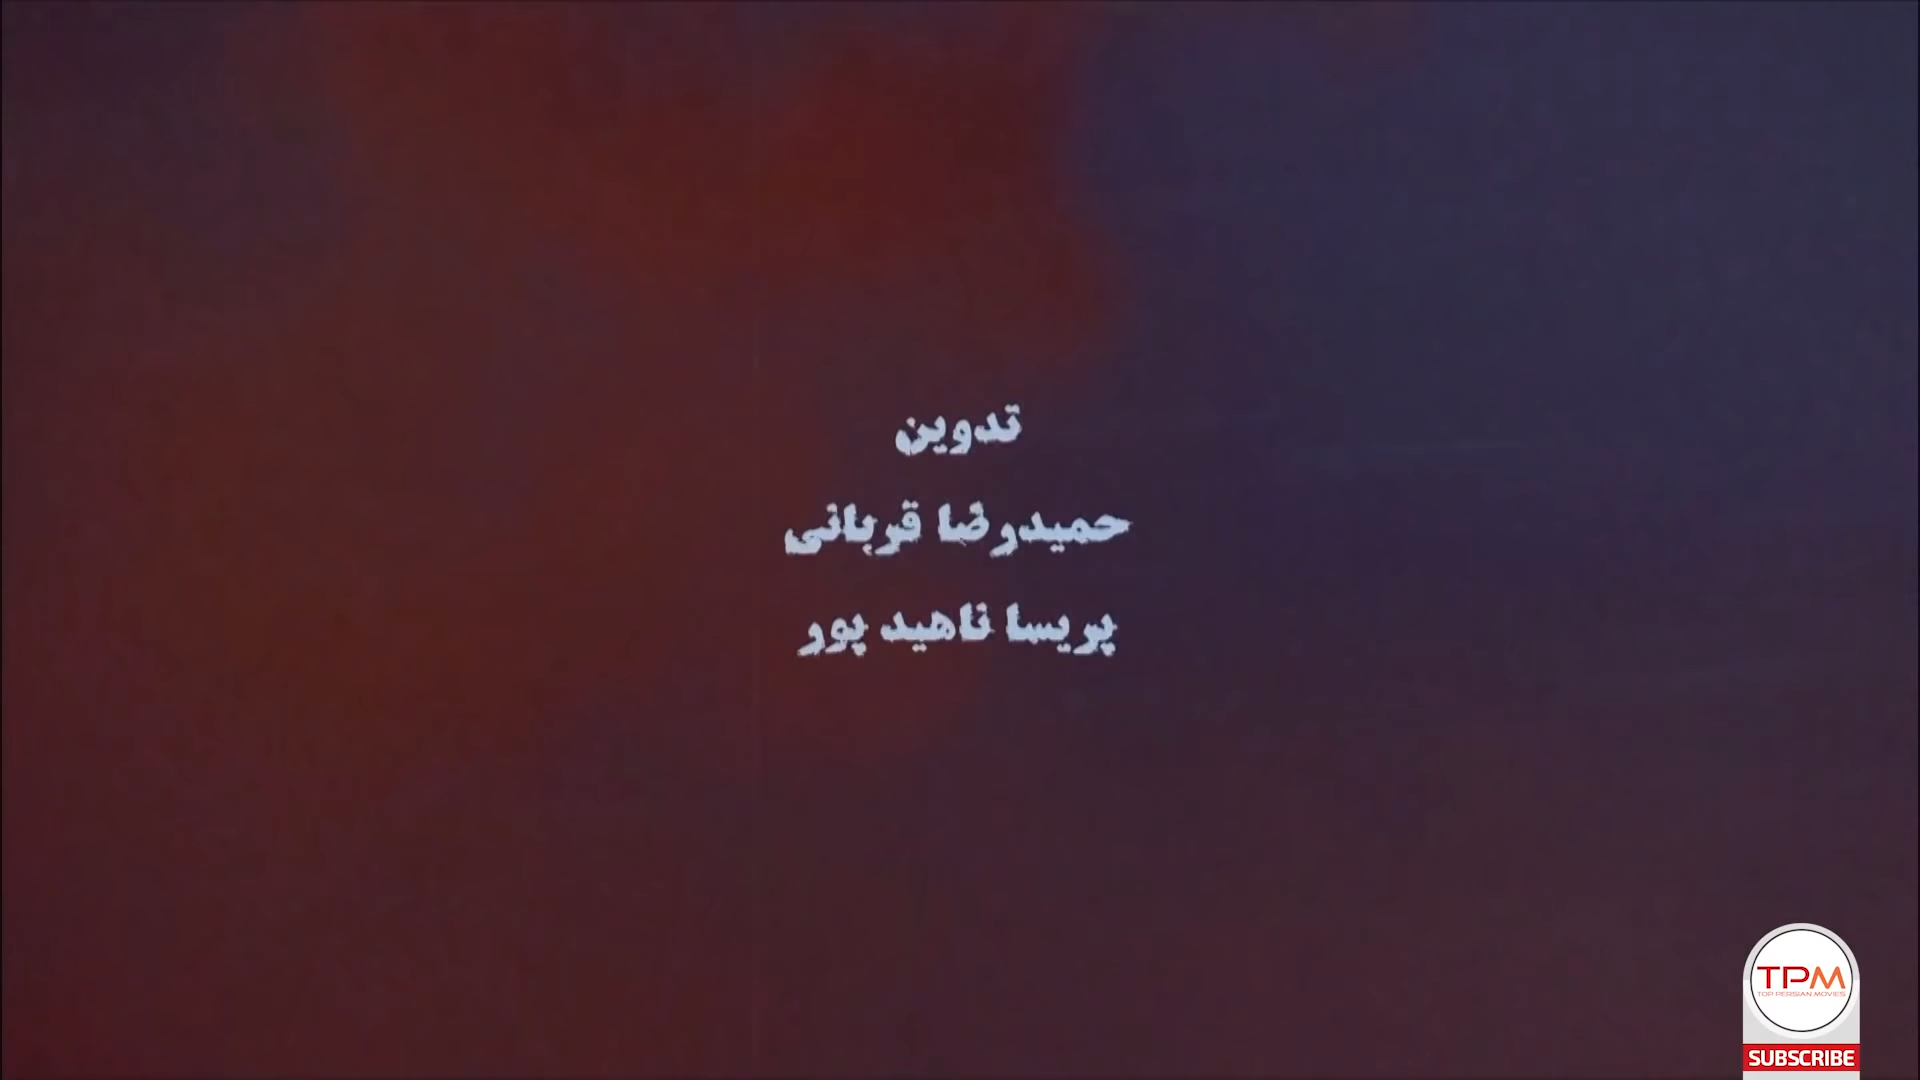 تدوین
حمیدرضا قربانی
پریسا ناهید پور
TPM
TOP PERSIAN MOVIES
SUBSCRIBE